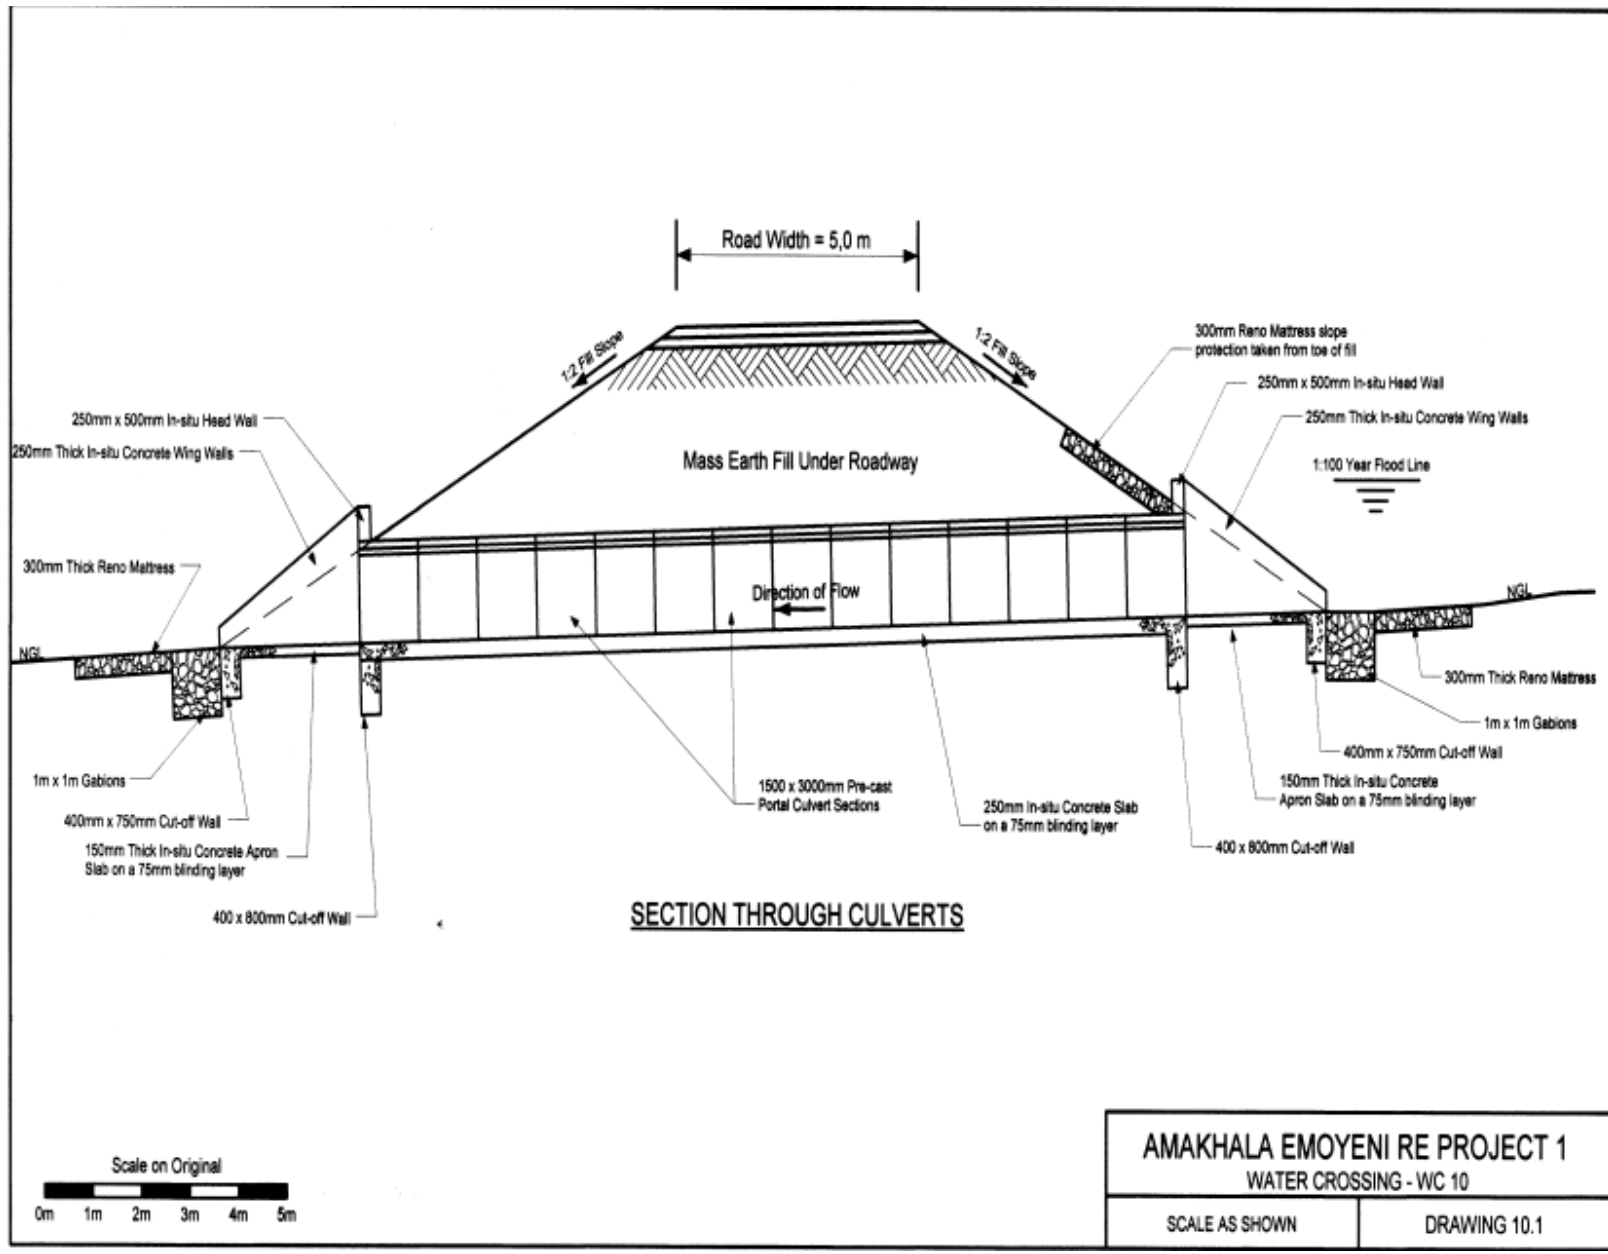 Road Width = 5,0 m
1:2 Fill Slope
1:2 Fill Slope
300mm Reno Mattress slope
protection taken from toe of fill
250mm x 500mm In-situ Head Wall
250mm Thick In-situ Concrete Wing Walls
1:100 Year Flood Line
250mm x 500mm In-situ Head Wall
250mm Thick In-situ Concrete Wing Walls
Mass Earth Fill Under Roadway
300mm Thick Reno Mattress
Direction of Flow
NGL
NGL
300mm Thick Reno Mattress
1m x 1m Gabions
400mm x 750mm Cut-off Wall
150mm Thick In-situ Concrete
Apron Slab on a 75mm blinding layer
400 x 800mm Cut-off Wall
1m x 1m Gabions
400mm x 750mm Cut-off Wall
150mm Thick In-situ Concrete Apron
Slab on a 75mm blinding layer
400 x 800mm Cut-off Wall
1500 x 3000mm Pre-cast
Portal Culvert Sections
250mm In-situ Concrete Slab
on a 75mm blinding layer
SECTION THROUGH CULVERTS
Scale on Original
0m 1m 2m 3m 4m 5m
AMAKHALA EMOYENI RE PROJECT 1
WATER CROSSING - WC 10
SCALE AS SHOWN
DRAWING 10.1